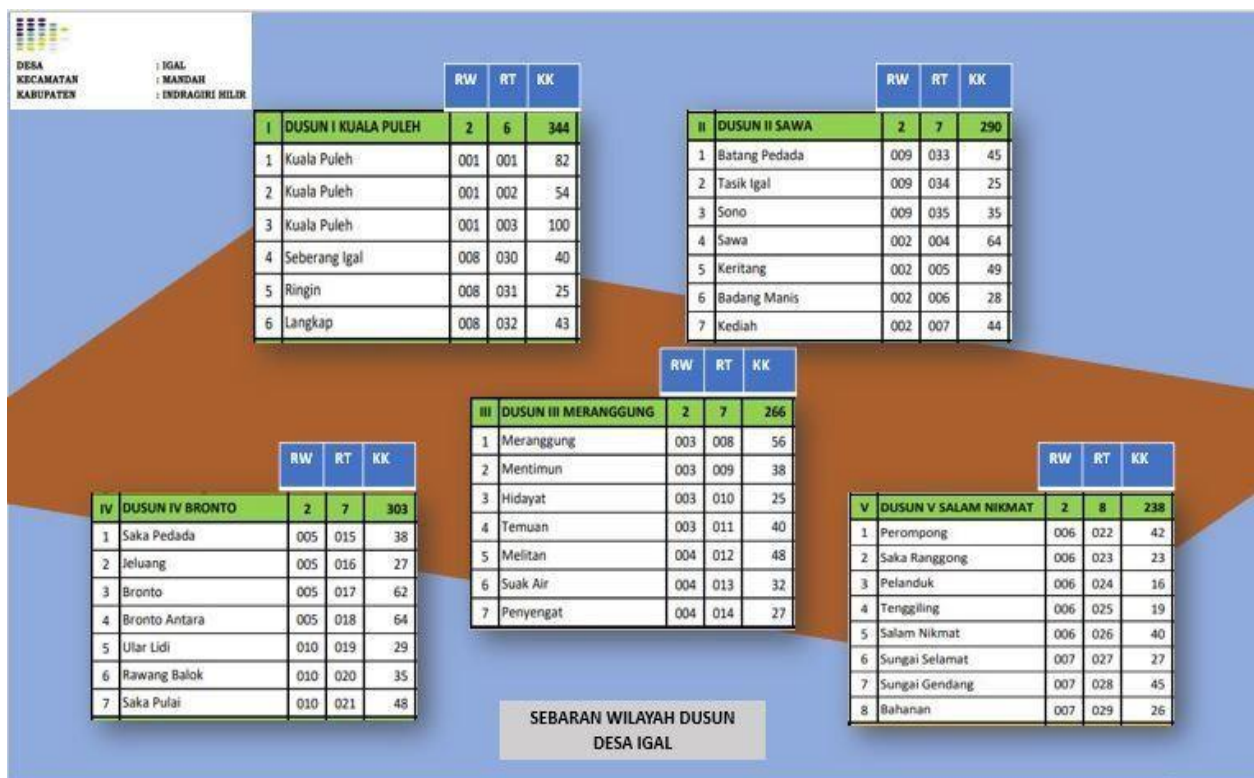 DESA : IGAL
KECAMATAN : MANDAH
KABUPATEN : INDRAGIRI HILIR
RW RT KK
I DUSUN I KUALA PULEH 2 6 344
1 Kuala Puleh 001 001 82
2 Kuala Puleh 001 002 54
3 Kuala Puleh 001 003 100
4 Seberang Igal 008 030 40
5 Ringin 008 031 25
6 Langkap 008 032 43
RW RT KK
II DUSUN II SAWA 2 7 290
1 Batang Pedada 009 033 45
2 Tasik Igal 009 034 25
3 Sono 009 035 35
4 Sawa 002 004 64
5 Keritang 002 005 49
6 Badang Manis 002 006 28
7 Kediah 002 007 44
RW RT KK
III DUSUN III MERANGGUNG 2 7 266
1 Meranggung 003 008 56
2 Mentimun 003 009 38
3 Hidayat 003 010 25
4 Temuan 003 011 40
5 Melitan 004 012 48
6 Suak Air 004 013 32
7 Penyengat 004 014 27
RW RT KK
IV DUSUN IV BRONTO 2 7 303
1 Saka Pedada 005 015 38
2 Jeluang 005 016 27
3 Bronto 005 017 62
4 Bronto Antara 005 018 64
5 Ular Lidi 010 019 29
6 Rawang Balok 010 020 35
7 Saka Pulai 010 021 48
RW RT KK
V DUSUN V SALAM NIKMAT 2 8 238
1 Perompong 006 022 42
2 Saka Ranggong 006 023 23
3 Pelanduk 006 024 16
4 Tenggiling 006 025 19
5 Salam Nikmat 006 026 40
6 Sungai Selamat 007 027 27
7 Sungai Gendang 007 028 45
8 Bahanan 007 029 26
SEBARAN WILAYAH DUSUN
DESA IGAL